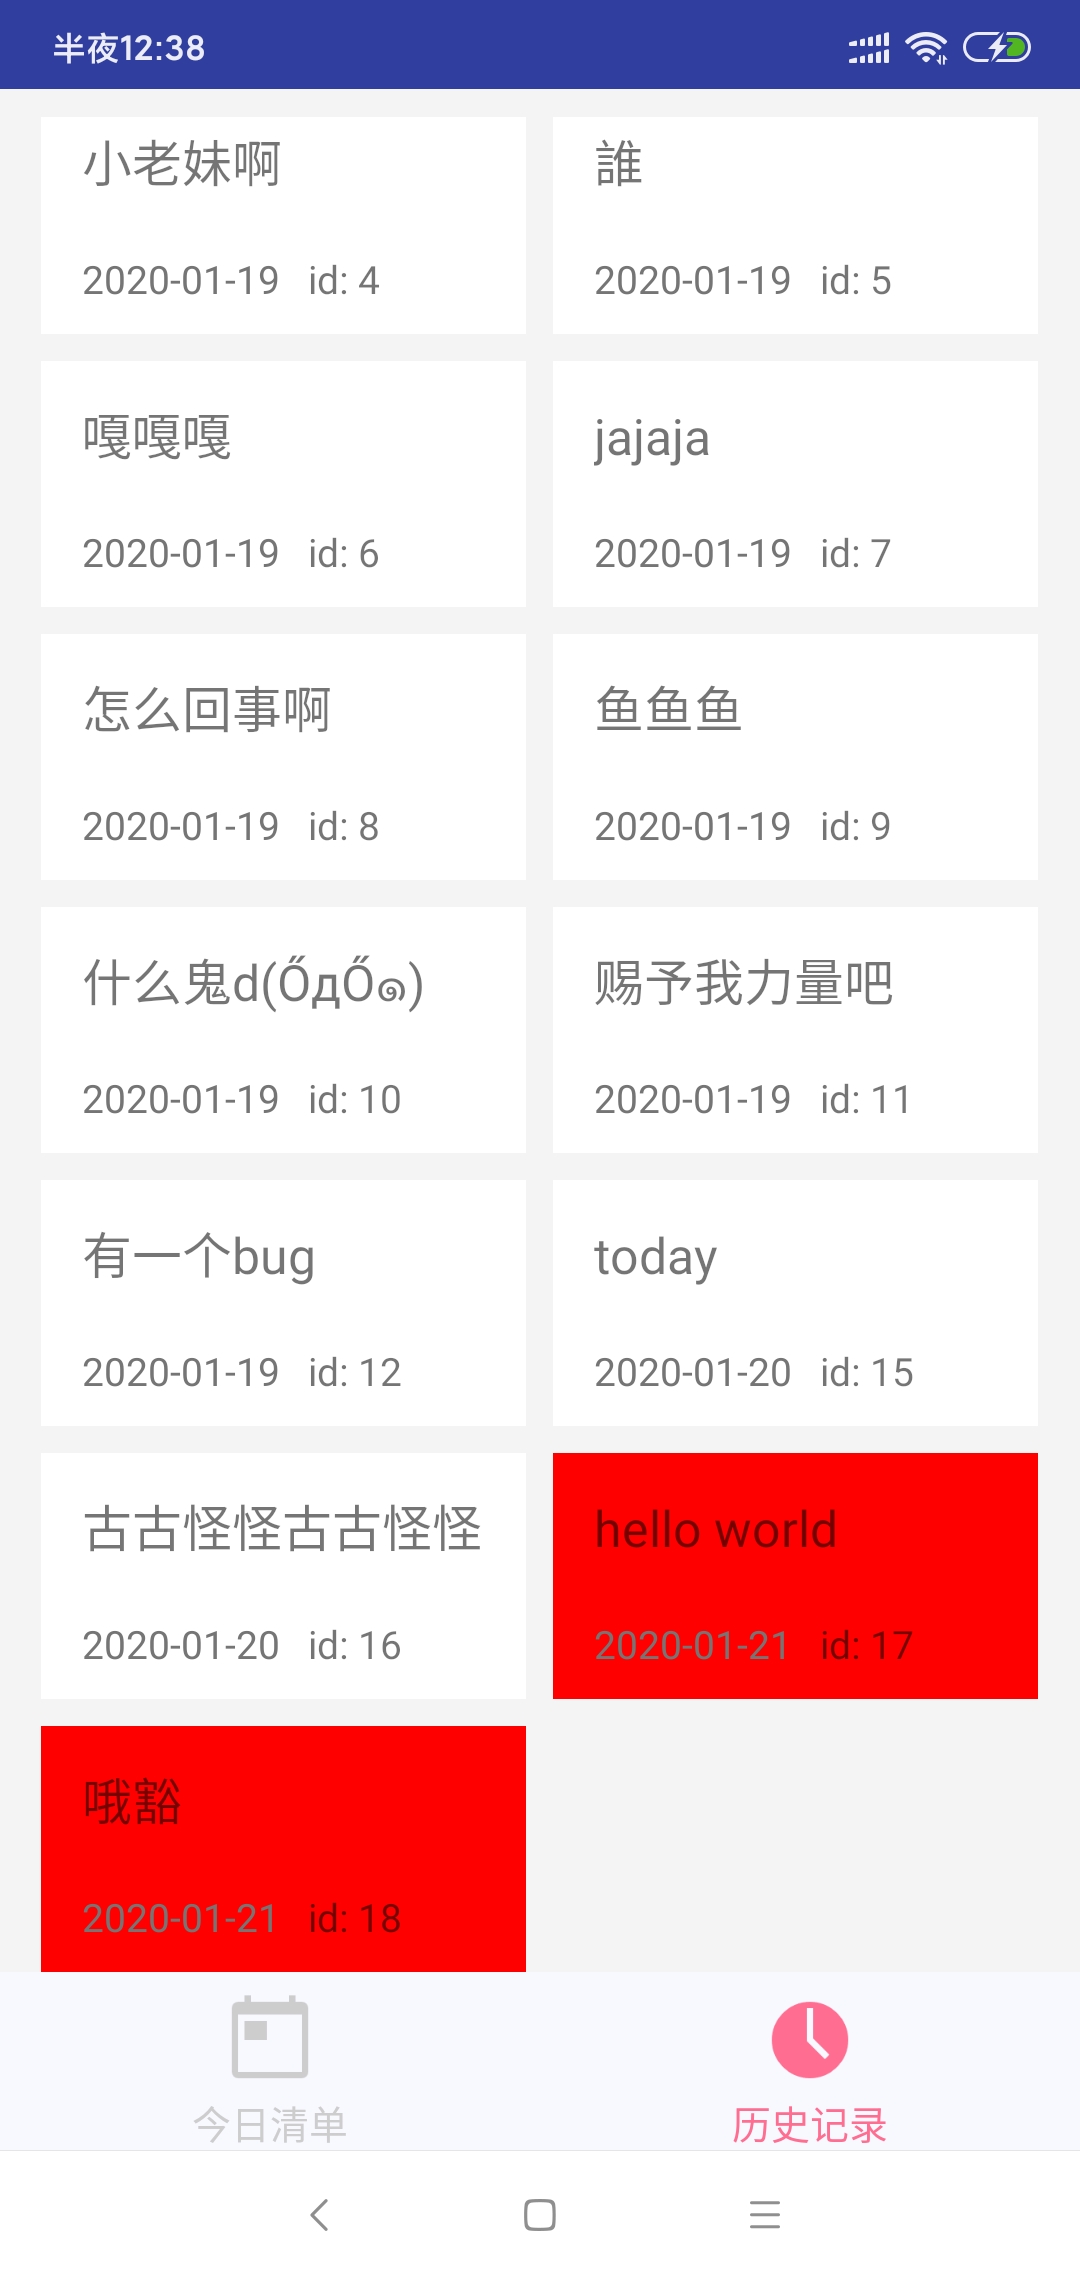 半夜12:38
小老妹啊
2020-01-19 id: 4
誰
2020-01-19 id: 5
嘎嘎嘎
2020-01-19 id: 6
jajaja
2020-01-19 id: 7
怎么回事啊
2020-01-19 id: 8
鱼鱼鱼
2020-01-19 id: 9
什么鬼d(ŐдŐ๑)
2020-01-19 id: 10
赐予我力量吧
2020-01-19 id: 11
有一个bug
2020-01-19 id: 12
today
2020-01-20 id: 15
古古怪怪古古怪怪
2020-01-20 id: 16
hello world
2020-01-21 id: 17
哦豁
2020-01-21 id: 18
今日清单
历史记录